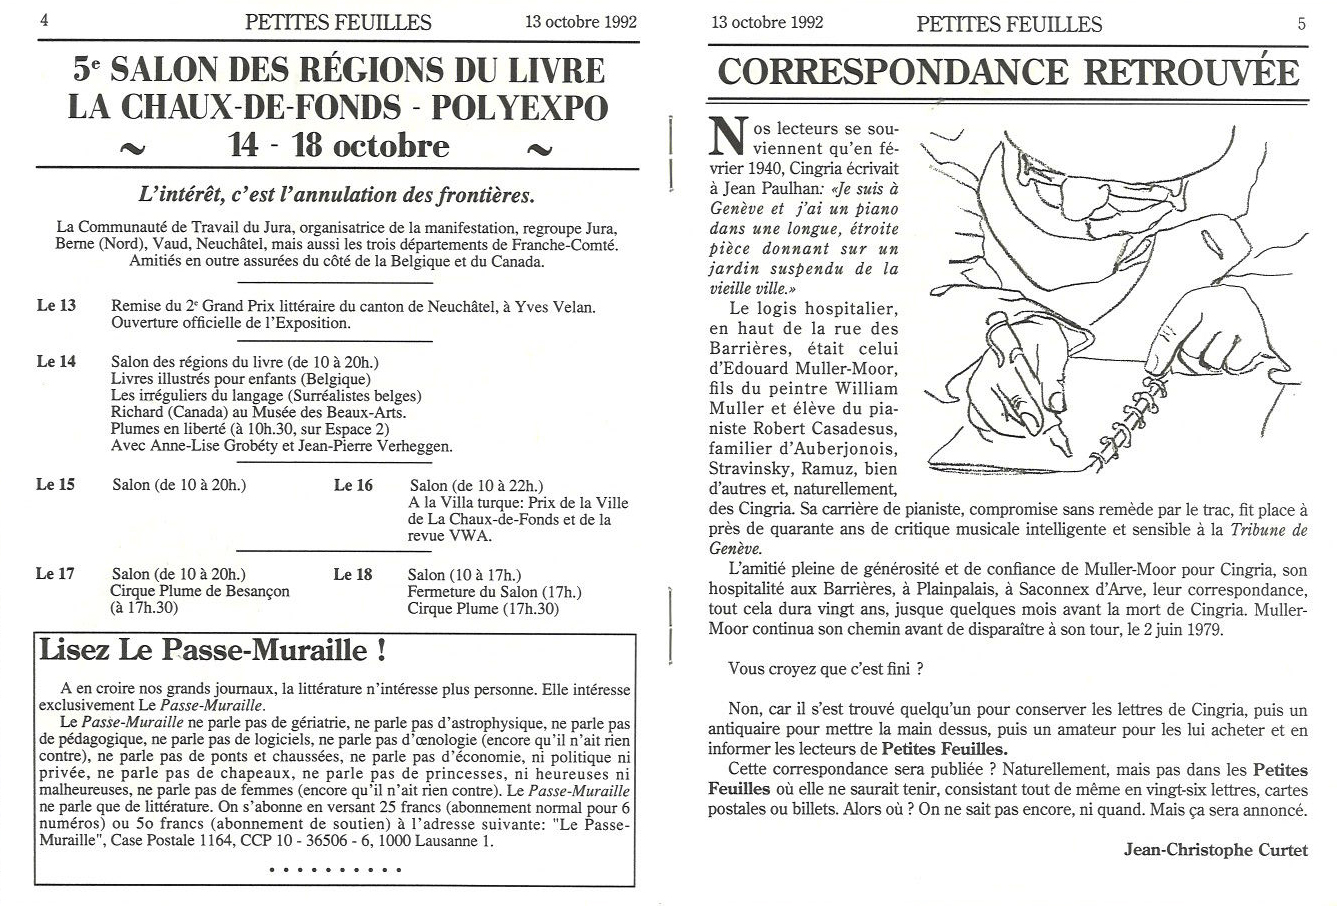 4 PETITES FEUILLES 13 octobre 1992
5e SALON DES RÉGIONS DU LIVRE
LA CHAUX-DE-FONDS - POLYEXPO
~ 14 - 18 octobre ~
L'intérêt, c'est l'annulation des frontières.
La Communauté de Travail du Jura, organisatrice de la manifestation, regroupe Jura,
Berne (Nord), Vaud, Neuchâtel, mais aussi les trois départements de Franche-Comté.
Amitiés en outre assurées du côté de la Belgique et du Canada.
Le 13 Remise du 2e Grand Prix littéraire du canton de Neuchâtel, à Yves Velan.
Ouverture officielle de l'Exposition.
Le 14 Salon des régions du livre (de 10 à 20h.)
Livres illustrés pour enfants (Belgique)
Les irréguliers du langage (Surréalistes belges)
Richard (Canada) au Musée des Beaux-Arts.
Plumes en liberté (à 10h.30, sur Espace 2)
Avec Anne-Lise Grobéty et Jean-Pierre Verheggen.
Le 15 Salon (de 10 à 20h.)
Le 16 Salon (de 10 à 22h.)
A la Villa turque: Prix de la Ville
de La Chaux-de-Fonds et de la
revue VWA.
Le 17 Salon (de 10 à 20h.)
Cirque Plume de Besançon
(à 17h.30)
Le 18 Salon (10 à 17h.)
Fermeture du Salon (17h.)
Cirque Plume (17h.30)
Lisez Le Passe-Muraille !
A en croire nos grands journaux, la littérature n'intéresse plus personne. Elle intéresse
exclusivement Le Passe-Muraille.
Le Passe-Muraille ne parle pas de gériatrie, ne parle pas d'astrophysique, ne parle pas
de pédagogique, ne parle pas de logiciels, ne parle pas d'œnologie (encore qu'il n'ait rien
contre), ne parle pas de ponts et chaussées, ne parle pas d'économie, ni politique ni
privée, ne parle pas de chapeaux, ne parle pas de princesses, ni heureuses ni
malheureuses, ne parle pas de femmes (encore qu'il n'ait rien contre). Le Passe-Muraille
ne parle que de littérature. On s'abonne en versant 25 francs (abonnement normal pour 6
numéros) ou 5o francs (abonnement de soutien) à l'adresse suivante: "Le Passe-
Muraille", Case Postale 1164, CCP 10 - 36506 - 6, 1000 Lausanne 1.
• • • • • • • • • •
13 octobre 1992 PETITES FEUILLES 5
CORRESPONDANCE RETROUVÉE
Nos lecteurs se sou-
viennent qu'en fé-
vrier 1940, Cingria écrivait
à Jean Paulhan: «Je suis à
Genève et j'ai un piano
dans une longue, étroite
pièce donnant sur un
jardin suspendu de la
vieille ville.»
Le logis hospitalier,
en haut de la rue des
Barrières, était celui
d'Edouard Muller-Moor,
fils du peintre William
Muller et élève du pia-
niste Robert Casadesus,
familier d'Auberjonois,
Stravinsky, Ramuz, bien
d'autres et, naturellement,
des Cingria. Sa carrière de pianiste, compromise sans remède par le trac, fit place à
près de quarante ans de critique musicale intelligente et sensible à la Tribune de
Genève.
L'amitié pleine de générosité et de confiance de Muller-Moor pour Cingria, son
hospitalité aux Barrières, à Plainpalais, à Saconnex d'Arve, leur correspondance,
tout cela dura vingt ans, jusque quelques mois avant la mort de Cingria. Muller-
Moor continua son chemin avant de disparaître à son tour, le 2 juin 1979.
Vous croyez que c'est fini ?
Non, car il s'est trouvé quelqu'un pour conserver les lettres de Cingria, puis un
antiquaire pour mettre la main dessus, puis un amateur pour les lui acheter et en
informer les lecteurs de Petites Feuilles.
Cette correspondance sera publiée ? Naturellement, mais pas dans les Petites
Feuilles où elle ne saurait tenir, consistant tout de même en vingt-six lettres, cartes
postales ou billets. Alors où ? On ne sait pas encore, ni quand. Mais ça sera annoncé.
Jean-Christophe Curtet